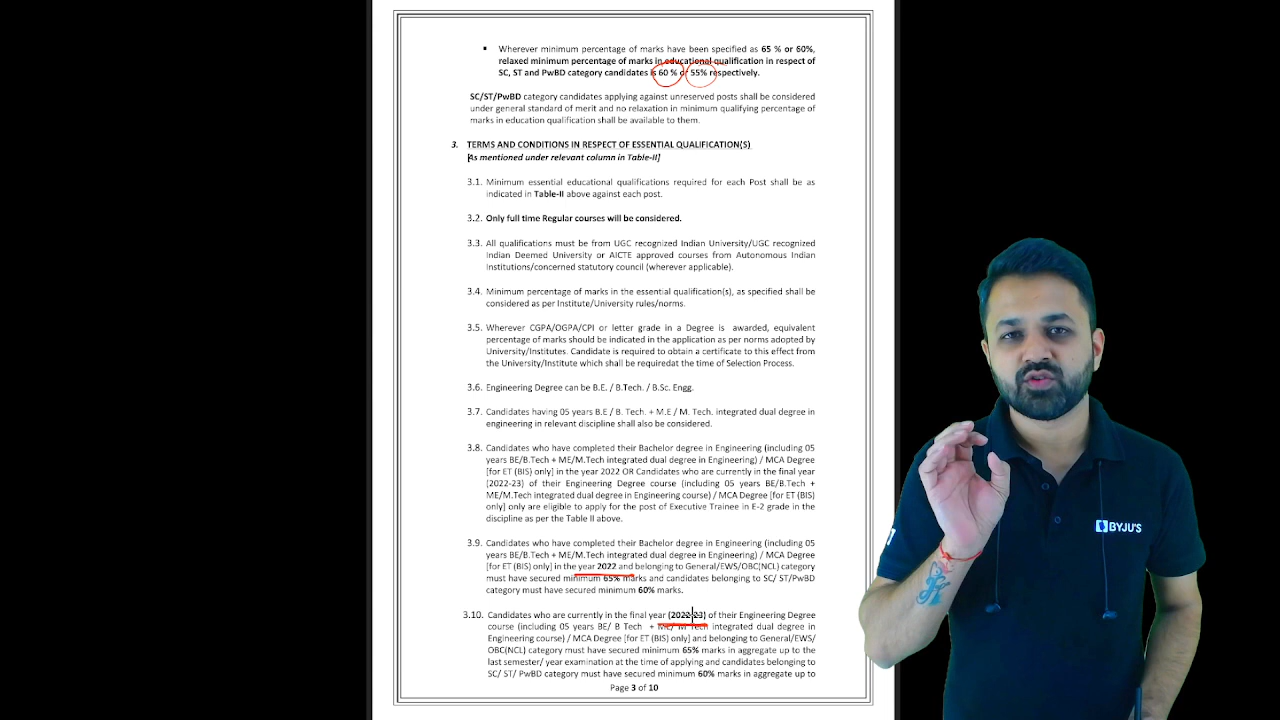 ▪ Wherever minimum percentage of marks have been specified as 65 % or 60%,
relaxed minimum percentage of marks in educational qualification in respect of
SC, ST and PwBD category candidates is 60 % or 55% respectively.
SC/ST/PwBD category candidates applying against unreserved posts shall be considered
under general standard of merit and no relaxation in minimum qualifying percentage of
marks in education qualification shall be available to them.
3. TERMS AND CONDITIONS IN RESPECT OF ESSENTIAL QUALIFICATION(S)
[As mentioned under relevant column in Table-II]
3.1. Minimum essential educational qualifications required for each Post shall be as
indicated in Table-II above against each post.
3.2. Only full time Regular courses will be considered.
3.3. All qualifications must be from UGC recognized Indian University/UGC recognized
Indian Deemed University or AICTE approved courses from Autonomous Indian
Institutions/concerned statutory council (wherever applicable).
3.4. Minimum percentage of marks in the essential qualification(s), as specified shall be
considered as per Institute/University rules/norms.
3.5. Wherever CGPA/OGPA/CPI or letter grade in a Degree is awarded, equivalent
percentage of marks should be indicated in the application as per norms adopted by
University/Institutes. Candidate is required to obtain a certificate to this effect from
the University/Institute which shall be requiredat the time of Selection Process.
3.6. Engineering Degree can be B.E. / B.Tech. / B.Sc. Engg.
3.7. Candidates having 05 years B.E / B. Tech. + M.E / M. Tech. integrated dual degree in
engineering in relevant discipline shall also be considered.
3.8. Candidates who have completed their Bachelor degree in Engineering (including 05
years BE/B.Tech + ME/M.Tech integrated dual degree in Engineering) / MCA Degree
[for ET (BIS) only] in the year 2022 OR Candidates who are currently in the final year
(2022-23) of their Engineering Degree course (including 05 years BE/B.Tech +
ME/M.Tech integrated dual degree in Engineering course) / MCA Degree [for ET (BIS)
only] only are eligible to apply for the post of Executive Trainee in E-2 grade in the
discipline as per the Table II above.
3.9. Candidates who have completed their Bachelor degree in Engineering (including 05
years BE/B.Tech + ME/M.Tech integrated dual degree in Engineering) / MCA Degree
[for ET (BIS) only] in the year 2022 and belonging to General/EWS/OBC(NCL) category
must have secured minimum 65% marks and candidates belonging to SC/ ST/PwBD
category must have secured minimum 60% marks.
3.10. Candidates who are currently in the final year (2022-23) of their Engineering Degree
course (including 05 years BE/ B Tech + ME/ M Tech integrated dual degree in
Engineering course) / MCA Degree [for ET (BIS) only] and belonging to General/EWS/
OBC(NCL) category must have secured minimum 65% marks in aggregate up to the
last semester/ year examination at the time of applying and candidates belonging to
SC/ ST/ PwBD category must have secured minimum 60% marks in aggregate up to
Page 3 of 10
BYJU'S